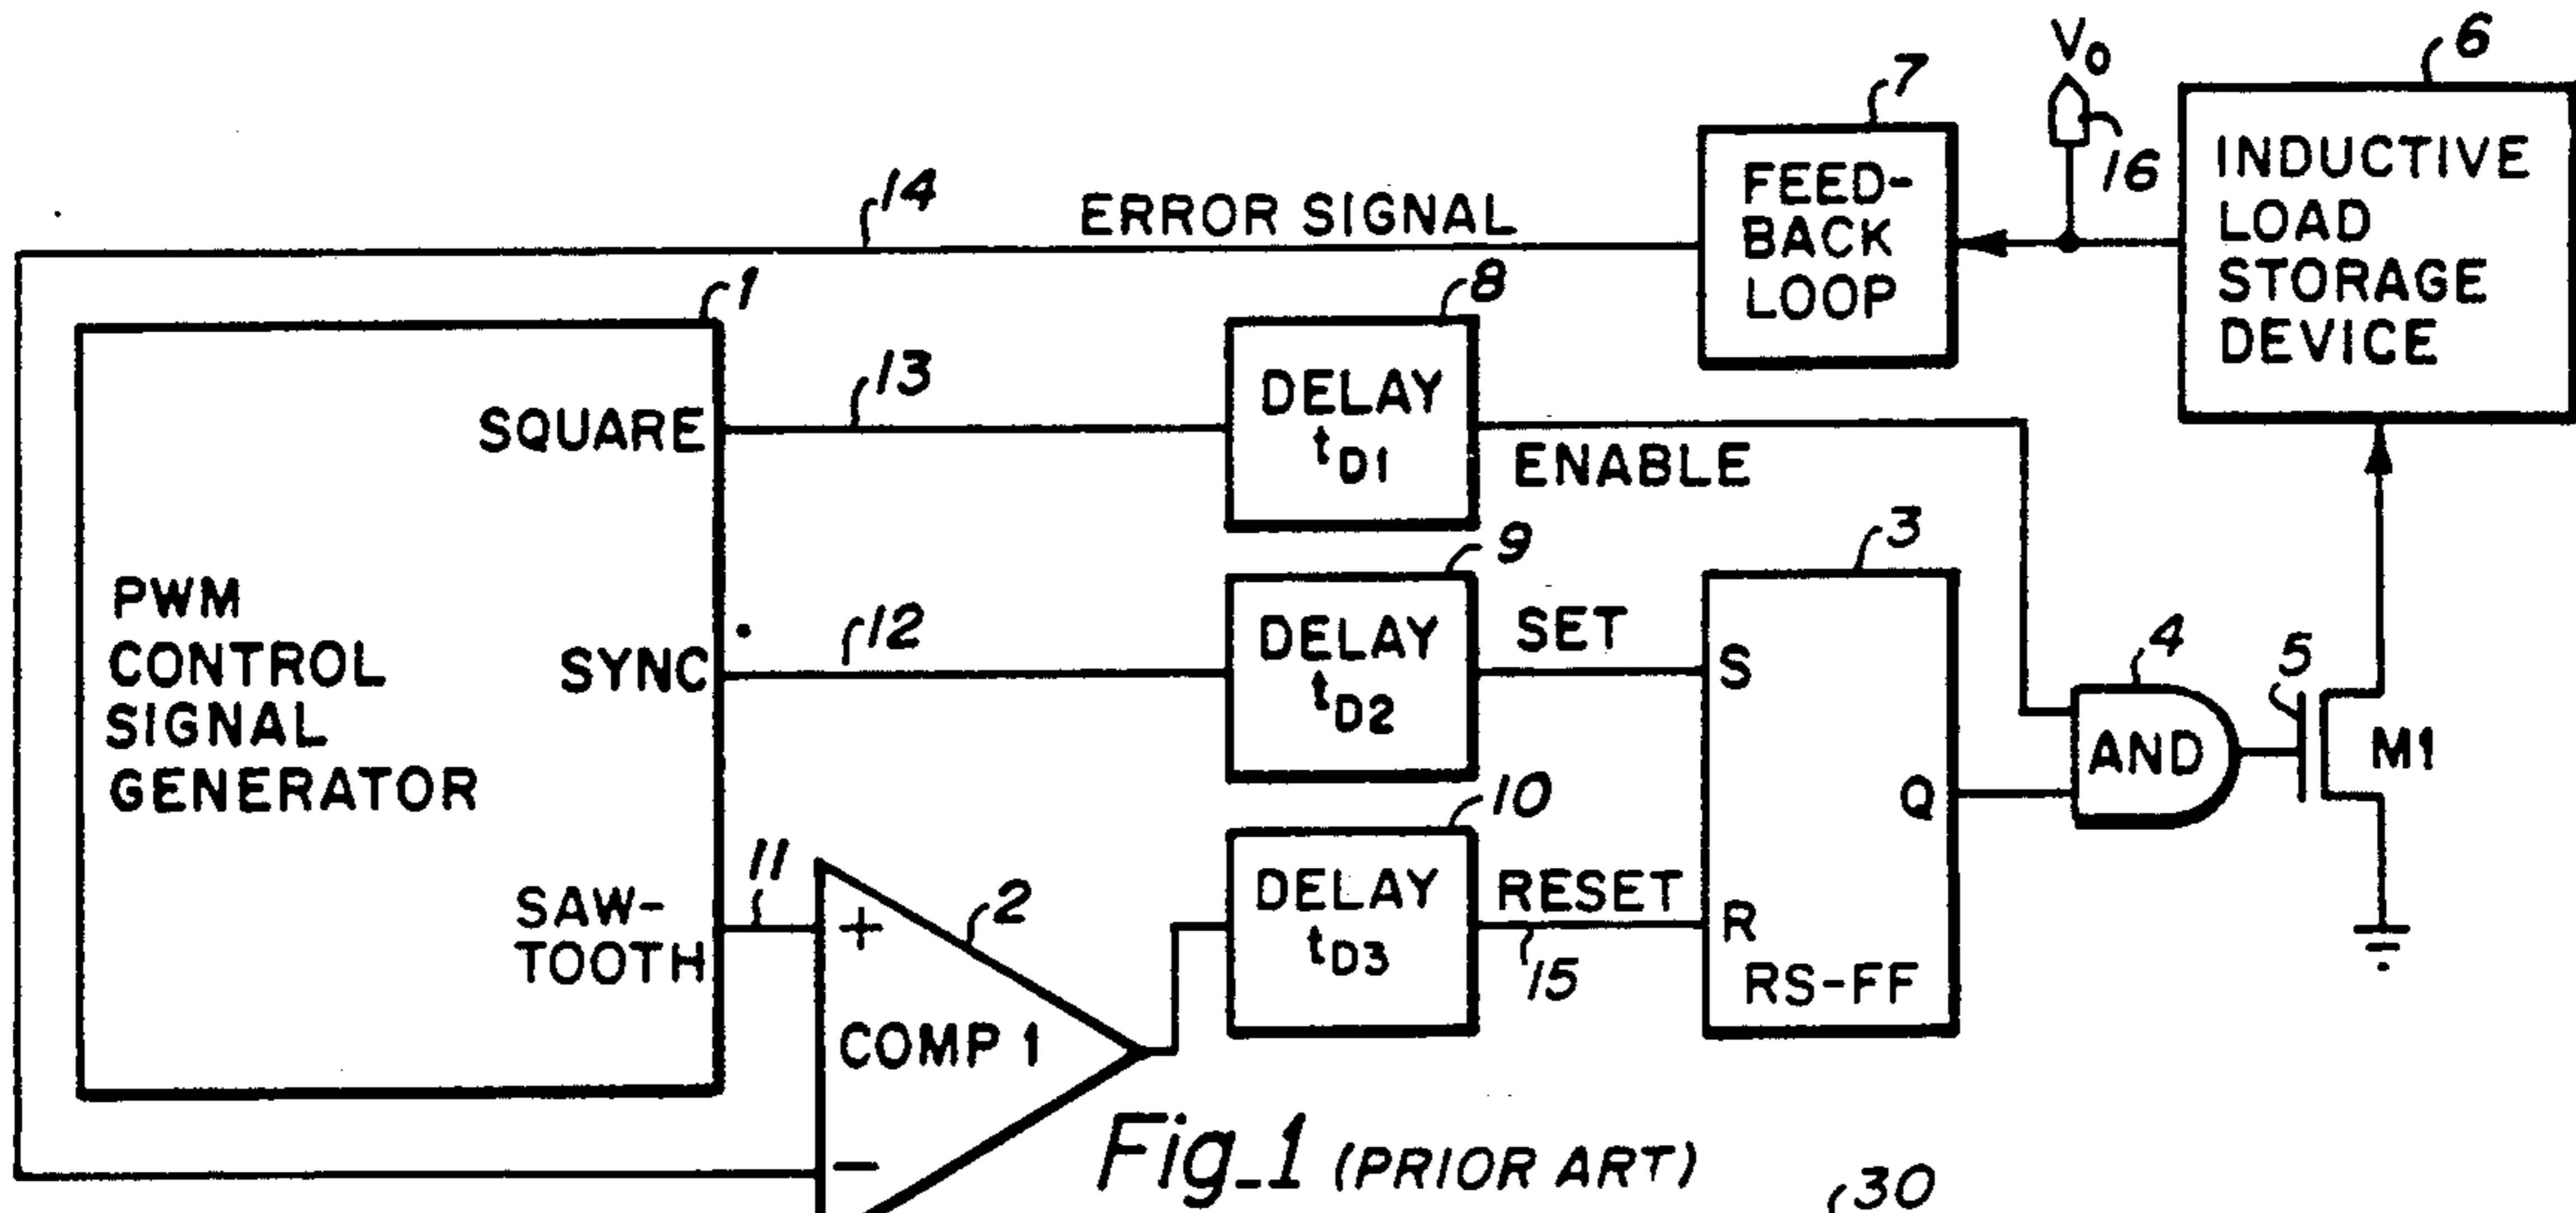 V0
6
7
16
INDUCTIVE
LOAD
STORAGE
DEVICE
FEED-
BACK
LOOP
14
ERROR SIGNAL
1
8
13
SQUARE
DELAY
tD1
ENABLE
9
3
PWM
CONTROL
SIGNAL
GENERATOR
SYNC
12
DELAY
tD2
SET
S
4
5
AND
M1
Q
10
SAW-
TOOTH
11
+
2
COMP 1
−
DELAY
tD3
RESET
15
R
RS-FF
Fig_1 (PRIOR ART)
30